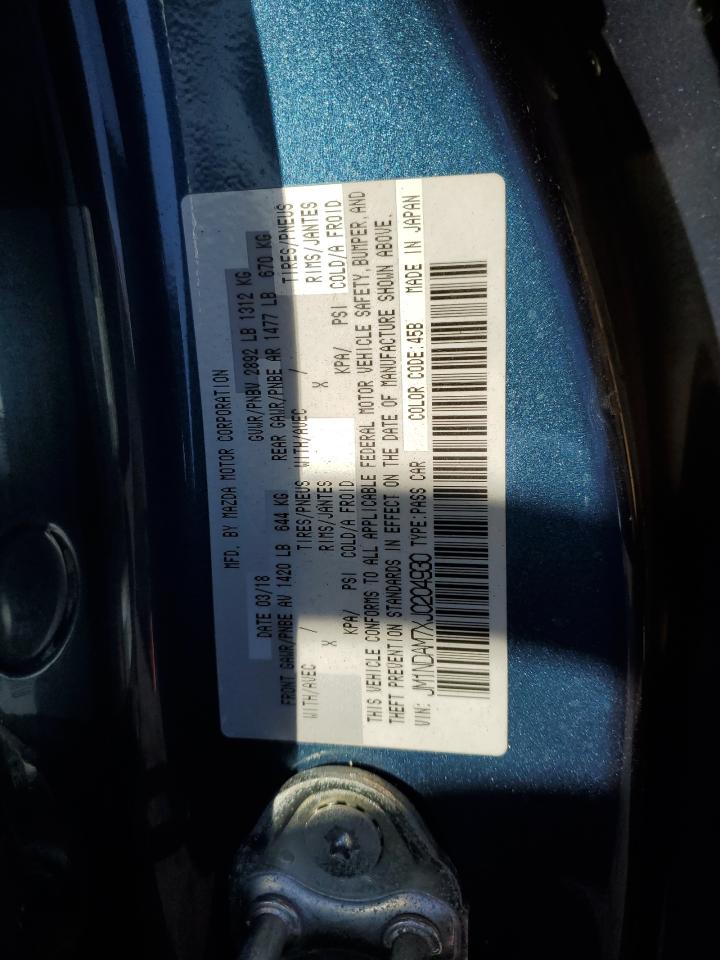 MFD. BY MAZDA MOTOR CORPORATION
DATE 03/18 GVWR/PNBV 2892 LB 1312 KG
FRONT GAWR/PNBE AV 1420 LB 644 KG REAR GAWR/PNBE AR 1477 LB 670 KG
WITH/AVEC / TIRES/PNEUS WITH/AVEC / TIRES/PNEUS
X RIMS/JANTES X RIMS/JANTES
KPA/ PSI COLD/A FROID KPA/ PSI COLD/A FROID
THIS VEHICLE CONFORMS TO ALL APPLICABLE FEDERAL MOTOR VEHICLE SAFETY, BUMPER, AND
THEFT PREVENTION STANDARDS IN EFFECT ON THE DATE OF MANUFACTURE SHOWN ABOVE.
VIN: JM1NDAM7XJ0204930 TYPE:PASS CAR COLOR CODE:45B MADE IN JAPAN